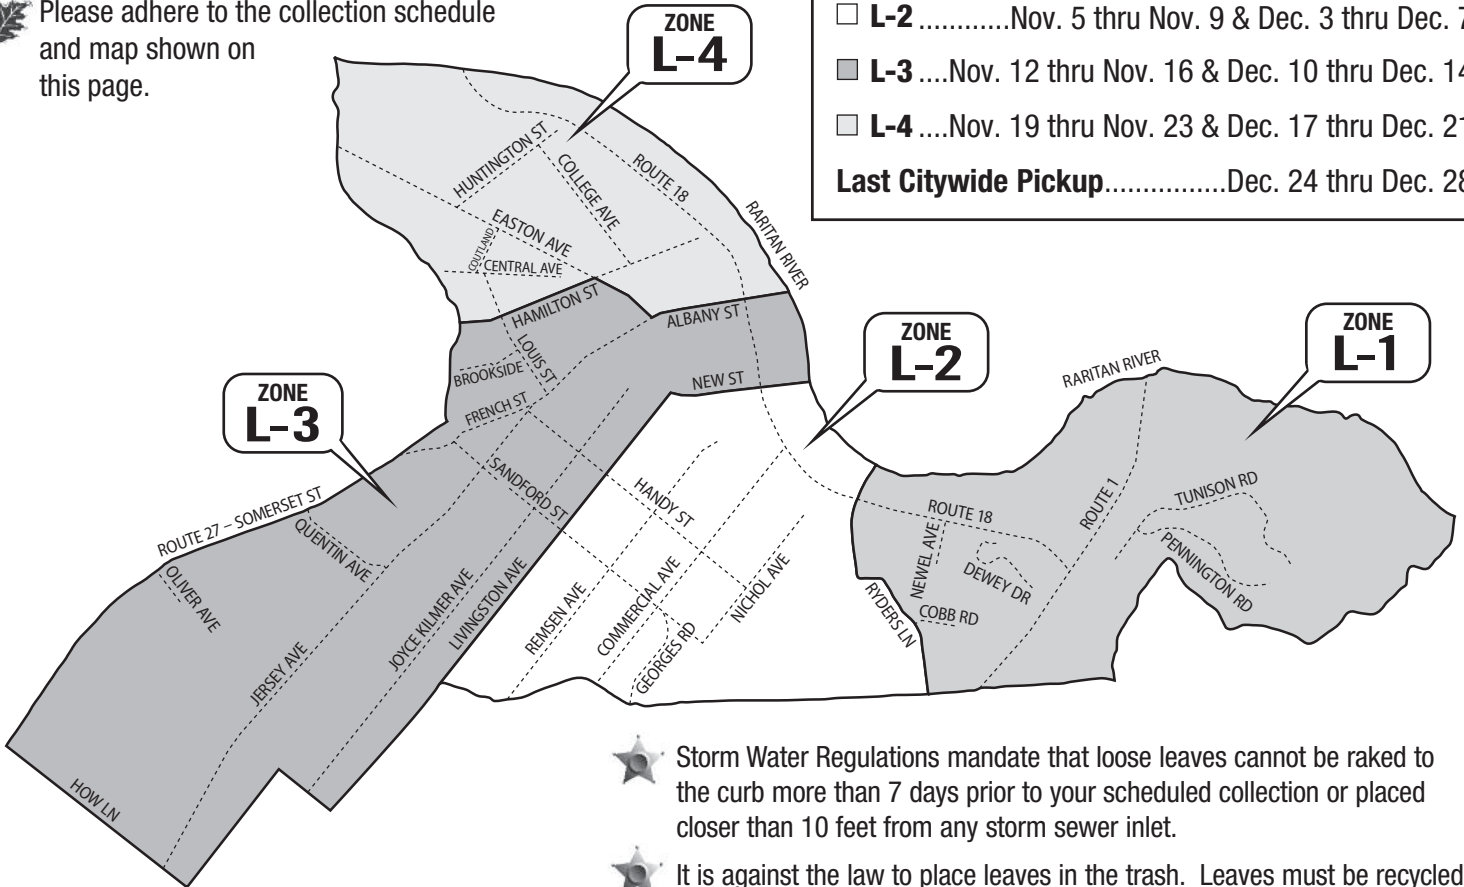 Please adhere to the collection schedule
and map shown on
this page.
L-2 ............Nov. 5 thru Nov. 9 & Dec. 3 thru Dec. 7
L-3 ....Nov. 12 thru Nov. 16 & Dec. 10 thru Dec. 14
L-4 ....Nov. 19 thru Nov. 23 & Dec. 17 thru Dec. 21
Last Citywide Pickup................Dec. 24 thru Dec. 28
ZONE
L-4
HUNTINGTON ST
COLLEGE AVE
ROUTE 18
RARITAN RIVER
EASTON AVE
COUTLAND
CENTRAL AVE
HAMILTON ST
ALBANY ST
LOUIS ST
BROOKSIDE
FRENCH ST
NEW ST
ZONE
L-2
ZONE
L-1
RARITAN RIVER
ZONE
L-3
ROUTE 27 – SOMERSET ST
QUENTIN AVE
OLIVER AVE
SANDFORD ST
HANDY ST
JERSEY AVE
JOYCE KILMER AVE
LIVINGSTON AVE
REMSEN AVE
COMMERCIAL AVE
GEORGES RD
NICHOL AVE
ROUTE 18
NEWEL AVE
DEWEY DR
COBB RD
RYDERS LN
ROUTE 1
TUNISON RD
PENNINGTON RD
HOW LN
Storm Water Regulations mandate that loose leaves cannot be raked to
the curb more than 7 days prior to your scheduled collection or placed
closer than 10 feet from any storm sewer inlet.
It is against the law to place leaves in the trash. Leaves must be recycled